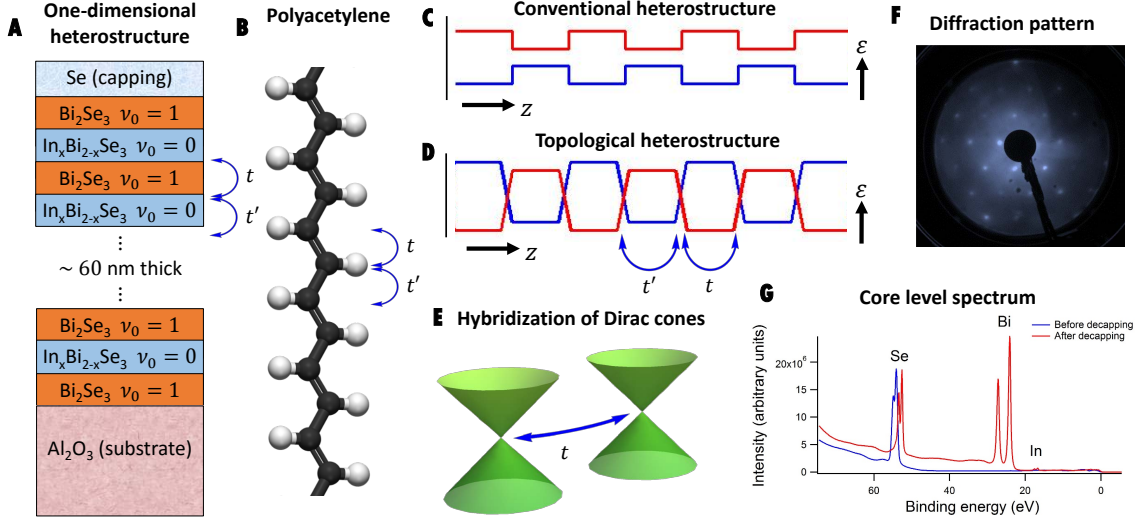 A
One-dimensional
heterostructure
Se (capping)
Bi₂Se₃ ν₀ = 1
InₓBi₂₋ₓSe₃ ν₀ = 0
Bi₂Se₃ ν₀ = 1
InₓBi₂₋ₓSe₃ ν₀ = 0
t
t′
⋮
~ 60 nm thick
⋮
Bi₂Se₃ ν₀ = 1
InₓBi₂₋ₓSe₃ ν₀ = 0
Bi₂Se₃ ν₀ = 1
Al₂O₃ (substrate)
B
Polyacetylene
t
t′
C
Conventional heterostructure
ε
z
D
Topological heterostructure
ε
z
t′
t
E
Hybridization of Dirac cones
t
F
Diffraction pattern
G
Core level spectrum
Intensity (arbitrary units)
20x10⁶
15
10
5
0
Se
Bi
In
Before decapping
After decapping
60
40
20
0
Binding energy (eV)